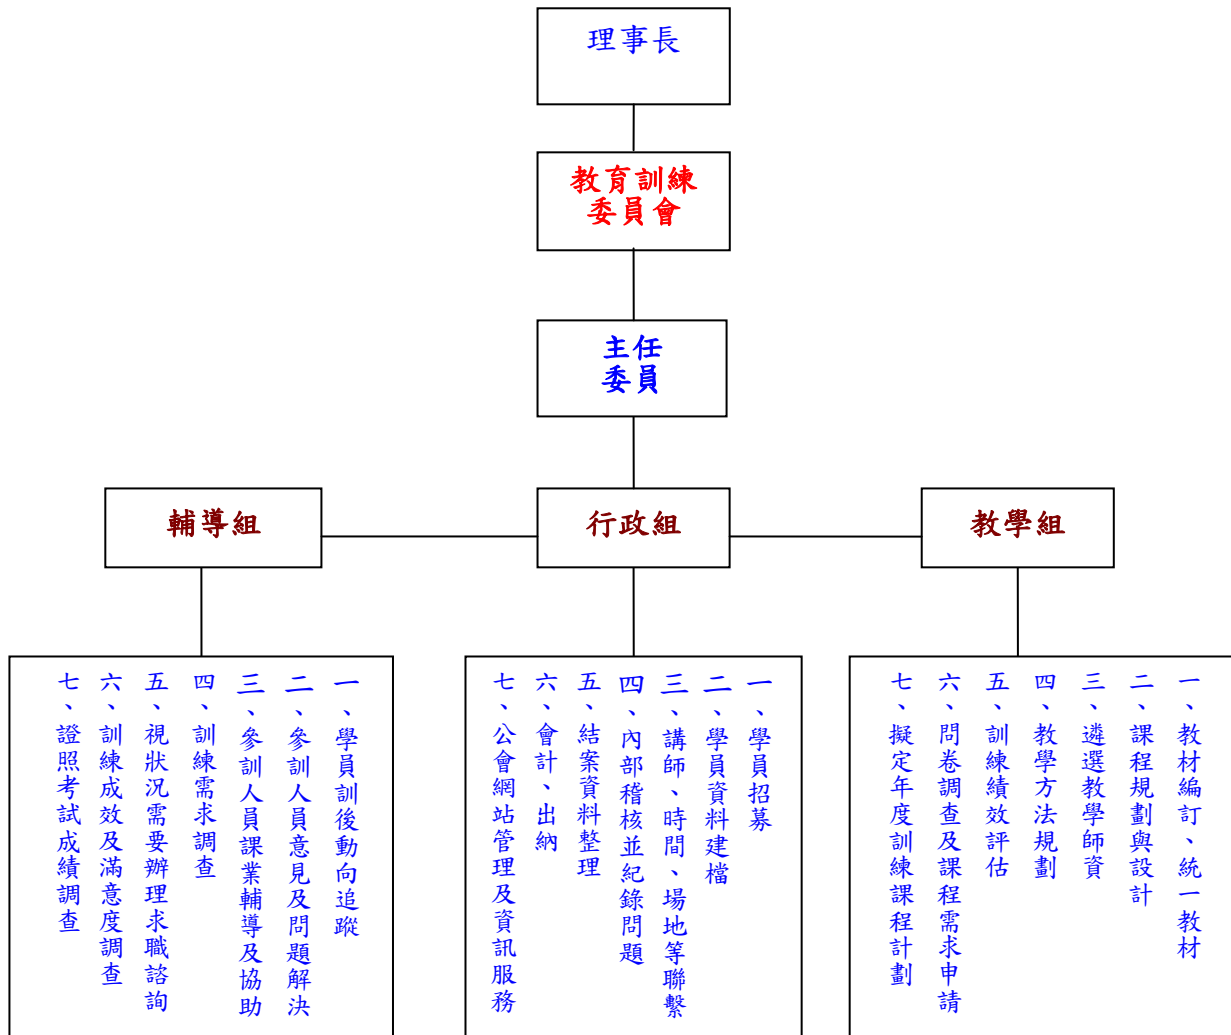 理事長
教育訓練
委員會
主任
委員
輔導組
行政組
教學組
一、學員訓後動向追蹤
二、參訓人員意見及問題解決
三、參訓人員課業輔導及協助
四、訓練需求調查
五、視狀況需要辦理求職諮詢
六、訓練成效及滿意度調查
七、證照考試成績調查
一、學員招募
二、學員資料建檔
三、講師、時間、場地等聯繫
四、內部稽核並紀錄問題
五、結案資料整理
六、會計、出納
七、公會網站管理及資訊服務
一、教材編訂、統一教材
二、課程規劃與設計
三、遴選教學師資
四、教學方法規劃
五、訓練績效評估
六、問卷調查及課程需求申請
七、擬定年度訓練課程計劃